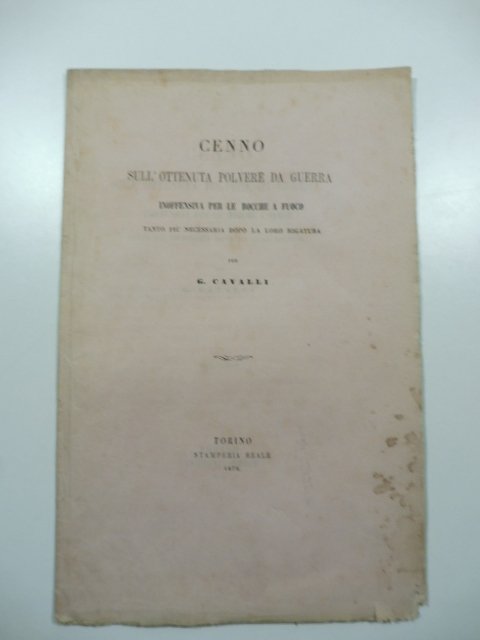 CENNO
SULL'OTTENUTA POLVERE DA GUERRA
INOFFENSIVA PER LE BOCCHE A FUOCO
TANTO PIÙ NECESSARIA DOPO LA LORO RIGATURA
PER
G. CAVALLI
TORINO
STAMPERIA REALE